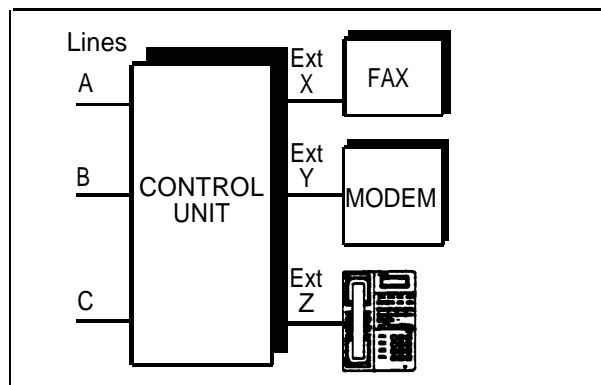 Lines
A
B
C
CONTROL
UNIT
Ext
X
FAX
Ext
Y
MODEM
Ext
Z